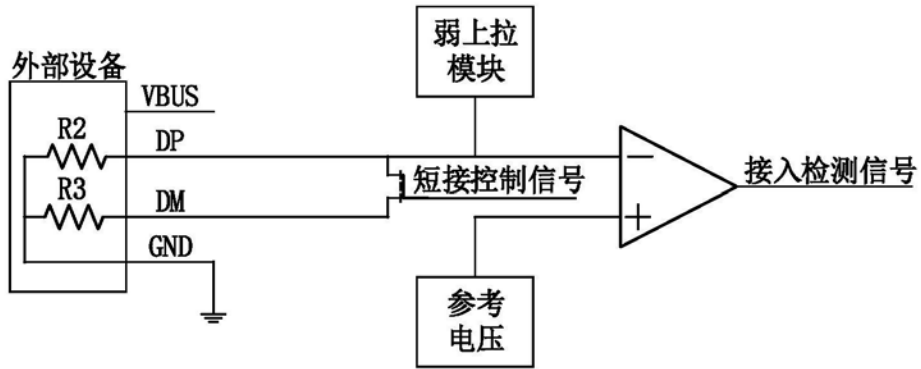 弱上拉
模块
外部设备
VBUS
R2
DP
短接控制信号
接入检测信号
R3
DM
GND
参考
电压